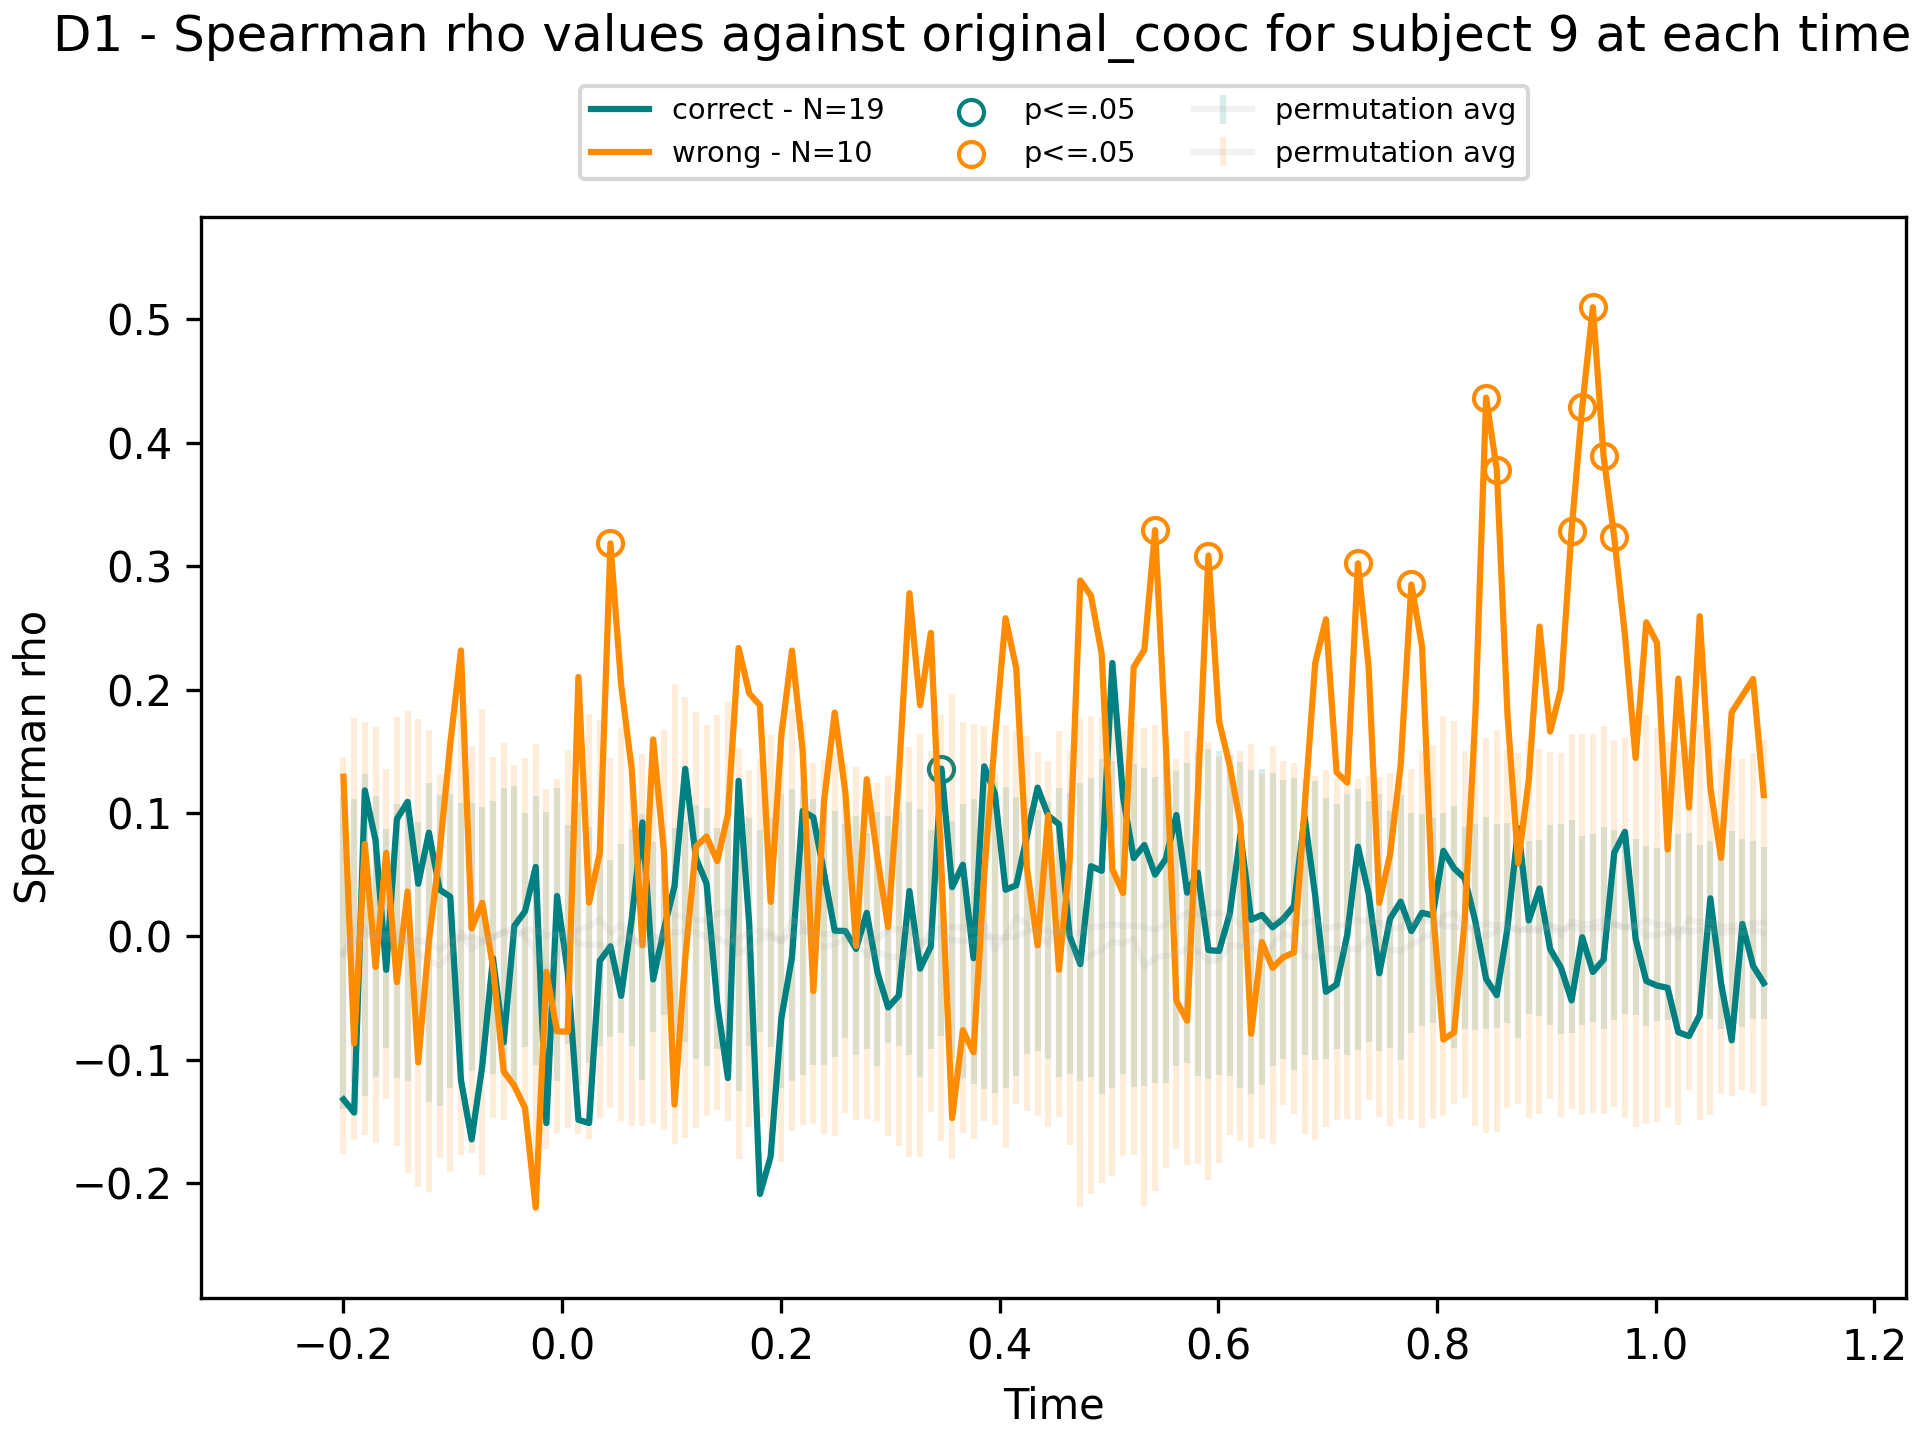 D1 - Spearman rho values against original_cooc for subject 9 at each time
correct - N=19
wrong - N=10
p<=.05
p<=.05
permutation avg
permutation avg
Spearman rho
0.5
0.4
0.3
0.2
0.1
0.0
−0.1
−0.2
−0.2
0.0
0.2
0.4
0.6
0.8
1.0
1.2
Time